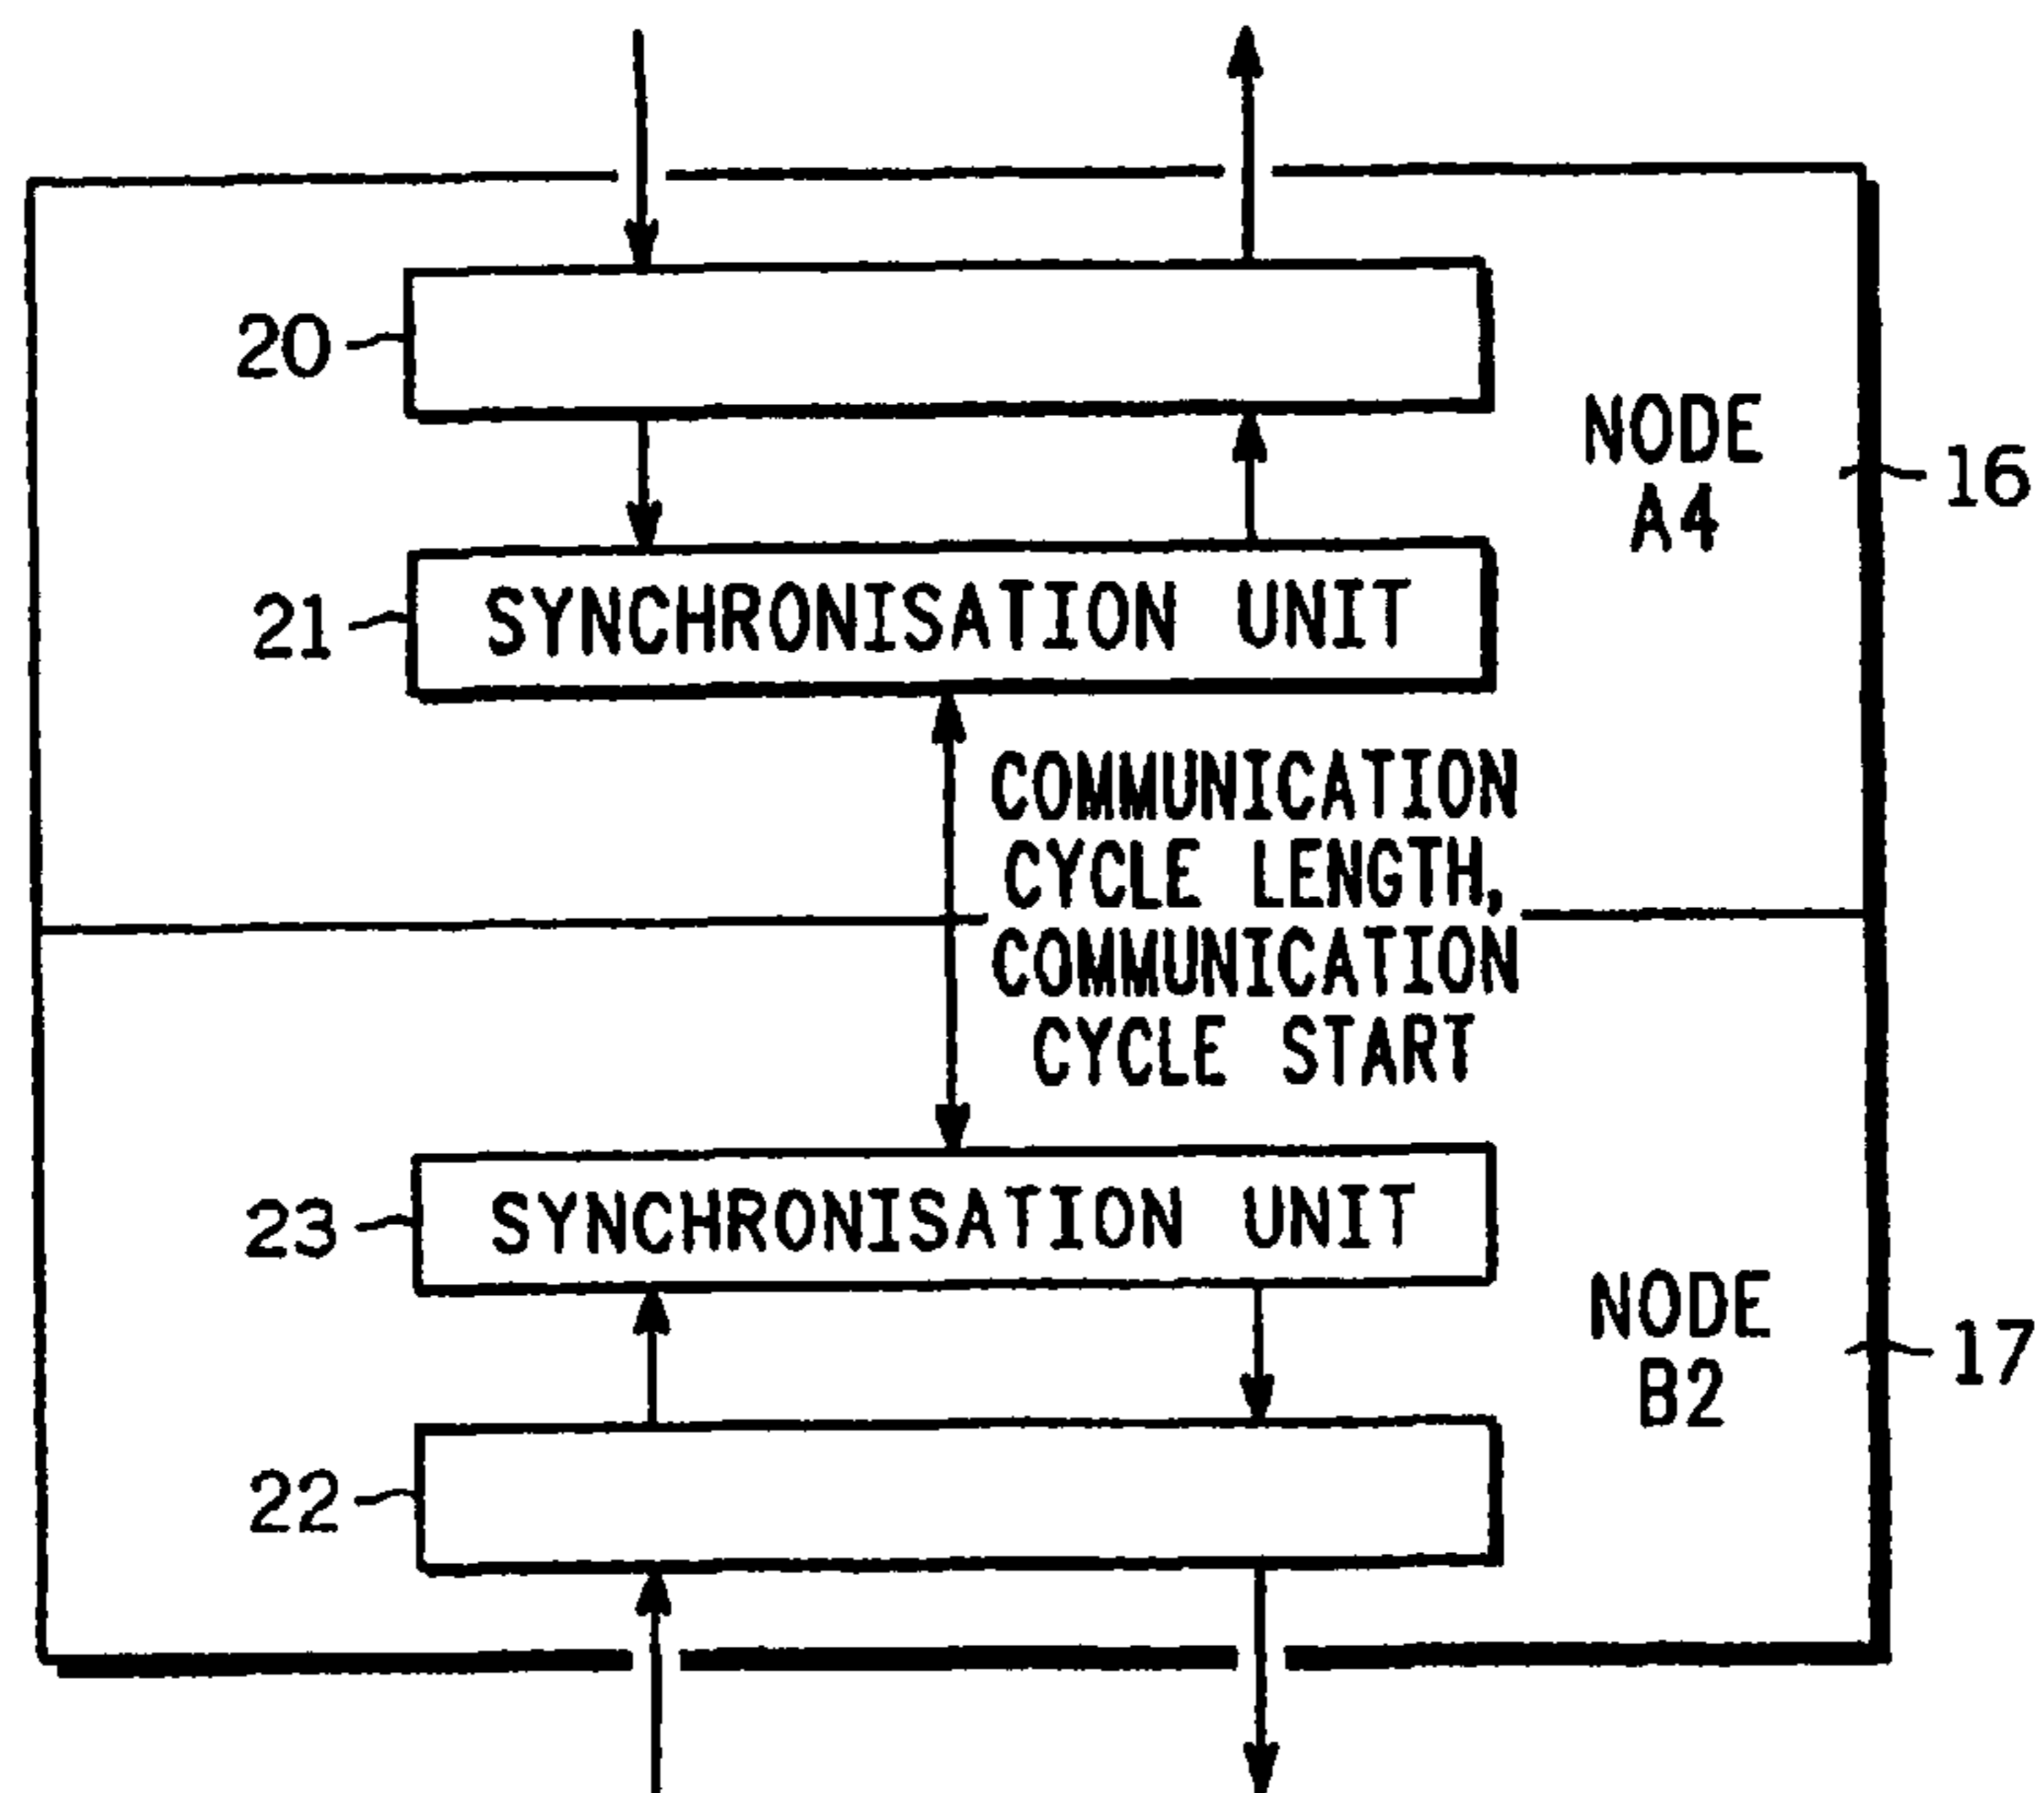 20
NODE
A4
16
21
SYNCHRONISATION UNIT
COMMUNICATION
CYCLE LENGTH,
COMMUNICATION
CYCLE START
23
SYNCHRONISATION UNIT
NODE
B2
17
22